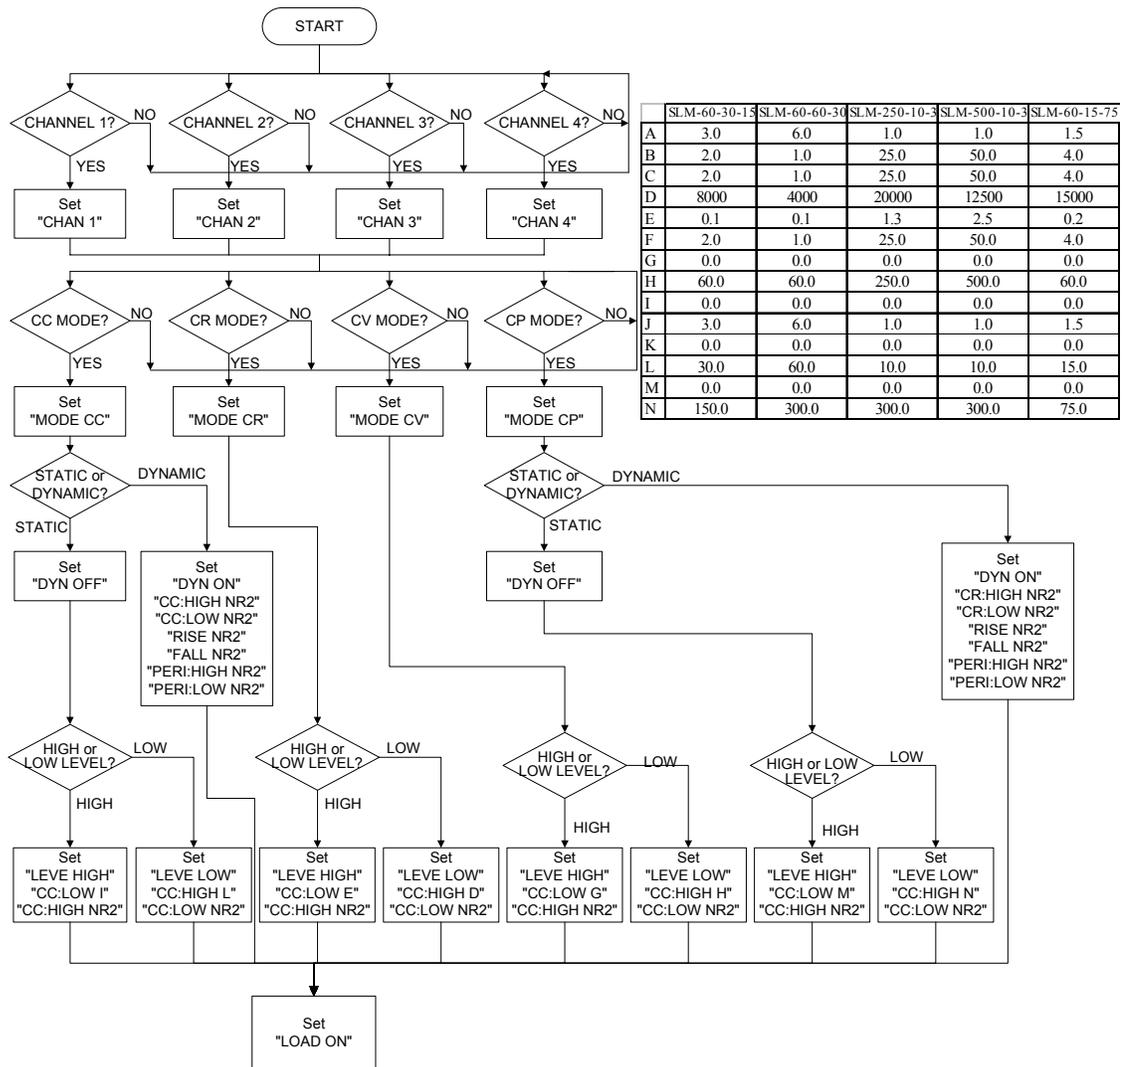 START
CHANNEL 1?
NO
CHANNEL 2?
NO
CHANNEL 3?
NO
CHANNEL 4?
NO
YES
YES
YES
YES
Set
"CHAN 1"
Set
"CHAN 2"
Set
"CHAN 3"
Set
"CHAN 4"
SLM-60-30-15 SLM-60-60-30 SLM-250-10-3 SLM-500-10-3 SLM-60-15-75
A 3.0 6.0 1.0 1.0 1.5
B 2.0 1.0 25.0 50.0 4.0
C 2.0 1.0 25.0 50.0 4.0
D 8000 4000 20000 12500 15000
E 0.1 0.1 1.3 2.5 0.2
F 2.0 1.0 25.0 50.0 4.0
G 0.0 0.0 0.0 0.0 0.0
H 60.0 60.0 250.0 500.0 60.0
I 0.0 0.0 0.0 0.0 0.0
J 3.0 6.0 1.0 1.0 1.5
K 0.0 0.0 0.0 0.0 0.0
L 30.0 60.0 10.0 10.0 15.0
M 0.0 0.0 0.0 0.0 0.0
N 150.0 300.0 300.0 300.0 75.0
CC MODE?
NO
CR MODE?
NO
CV MODE?
NO
CP MODE?
NO
YES
YES
YES
YES
Set
"MODE CC"
Set
"MODE CR"
Set
"MODE CV"
Set
"MODE CP"
STATIC or
DYNAMIC?
DYNAMIC
STATIC
STATIC or
DYNAMIC?
DYNAMIC
STATIC
Set
"DYN OFF"
Set
"DYN ON"
"CC:HIGH NR2"
"CC:LOW NR2"
"RISE NR2"
"FALL NR2"
"PERI:HIGH NR2"
"PERI:LOW NR2"
Set
"DYN OFF"
Set
"DYN ON"
"CR:HIGH NR2"
"CR:LOW NR2"
"RISE NR2"
"FALL NR2"
"PERI:HIGH NR2"
"PERI:LOW NR2"
HIGH or
LOW LEVEL?
LOW
HIGH
HIGH or
LOW LEVEL?
LOW
HIGH
HIGH or
LOW LEVEL?
LOW
HIGH
HIGH or LOW
LEVEL?
LOW
HIGH
Set
"LEVE HIGH"
"CC:LOW I"
"CC:HIGH NR2"
Set
"LEVE LOW"
"CC:HIGH L"
"CC:LOW NR2"
Set
"LEVE HIGH"
"CC:LOW E"
"CC:HIGH NR2"
Set
"LEVE LOW"
"CC:HIGH D"
"CC:LOW NR2"
Set
"LEVE HIGH"
"CC:LOW G"
"CC:HIGH NR2"
Set
"LEVE LOW"
"CC:HIGH H"
"CC:LOW NR2"
Set
"LEVE HIGH"
"CC:LOW M"
"CC:HIGH NR2"
Set
"LEVE LOW"
"CC:HIGH N"
"CC:LOW NR2"
Set
"LOAD ON"